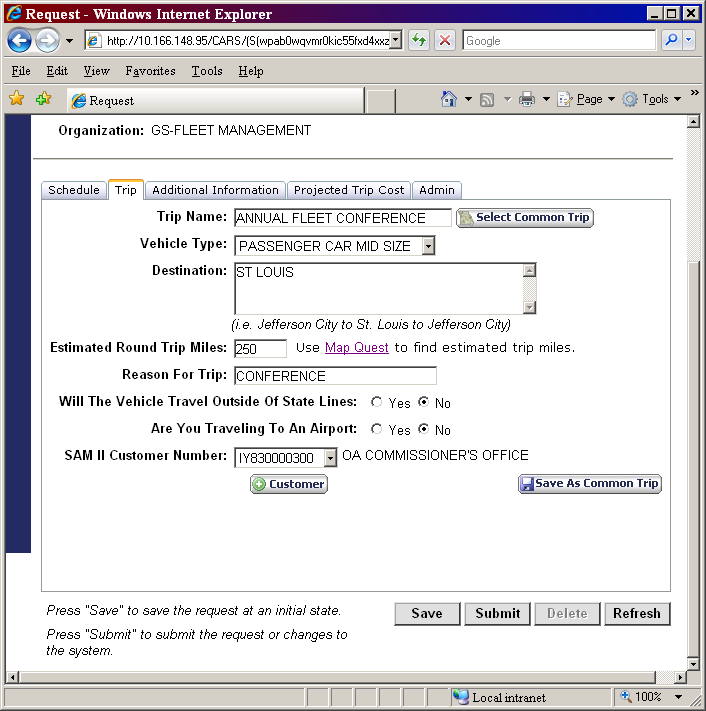 Request - Windows Internet Explorer
http://10.166.148.95/CARS/(S(wpab0wqvmr0kic55fxd4xxz
Google
File Edit View Favorites Tools Help
Request
Page Tools
Organization: GS-FLEET MANAGEMENT
Schedule Trip Additional Information Projected Trip Cost Admin
Trip Name: ANNUAL FLEET CONFERENCE Select Common Trip
Vehicle Type: PASSENGER CAR MID SIZE
Destination: ST LOUIS
(i.e. Jefferson City to St. Louis to Jefferson City)
Estimated Round Trip Miles: 250 Use Map Quest to find estimated trip miles.
Reason For Trip: CONFERENCE
Will The Vehicle Travel Outside Of State Lines: Yes No
Are You Traveling To An Airport: Yes No
SAM II Customer Number: IY830000300 OA COMMISSIONER'S OFFICE
Customer Save As Common Trip
Press "Save" to save the request at an initial state.
Save Submit Delete Refresh
Press "Submit" to submit the request or changes to
the system.
Local intranet 100%